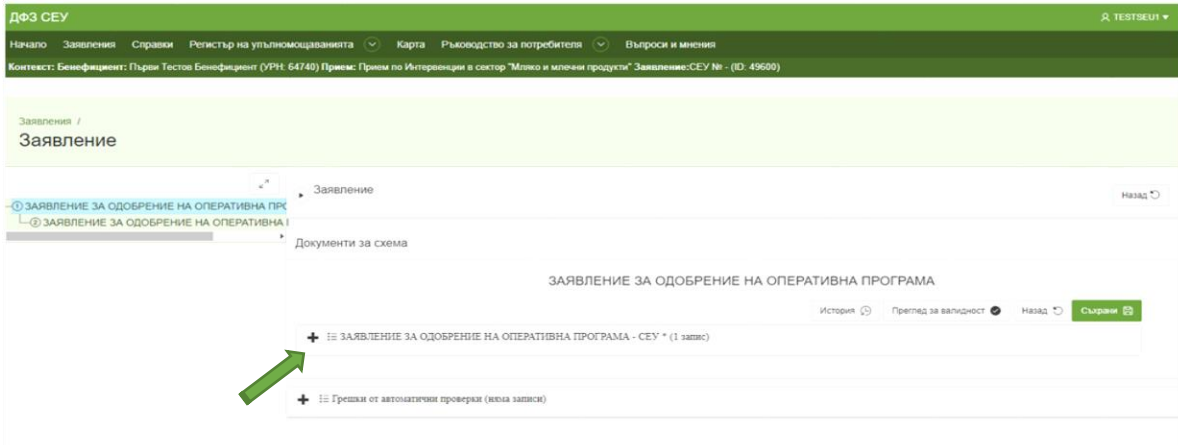 ДФЗ СЕУ
TESTSEU1
Начало Заявления Справки Регистър на упълномощаванията Карта Ръководство за потребителя Въпроси и мнения
Контекст: Бенефициент: Първи Тестов Бенефициент (УРН: 64740) Прием: Прием по Интервенции в сектор "Мляко и млечни продукти" Заявление:СЕУ № - (ID: 49600)
Заявления /
Заявление
1 ЗАЯВЛЕНИЕ ЗА ОДОБРЕНИЕ НА ОПЕРАТИВНА ПРО
2 ЗАЯВЛЕНИЕ ЗА ОДОБРЕНИЕ НА ОПЕРАТИВНА
Заявление
Назад
Документи за схема
ЗАЯВЛЕНИЕ ЗА ОДОБРЕНИЕ НА ОПЕРАТИВНА ПРОГРАМА
История Преглед за валидност Назад Съхрани
ЗАЯВЛЕНИЕ ЗА ОДОБРЕНИЕ НА ОПЕРАТИВНА ПРОГРАМА - СЕУ * (1 запис)
Грешки от автоматични проверки (няма записи)